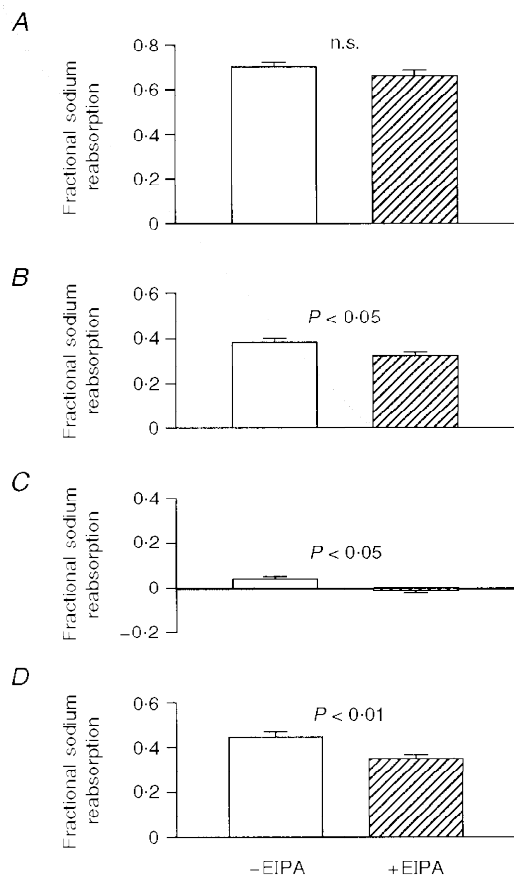 A
Fractional sodium
reabsorption
0·8
0·6
0·4
0·2
0
n.s.
B
Fractional sodium
reabsorption
0·6
0·4
0·2
0
P < 0·05
C
Fractional sodium
reabsorption
0·4
0·2
0
−0·2
P < 0·05
D
Fractional sodium
reabsorption
0·6
0·4
0·2
0
P < 0·01
−EIPA
+EIPA